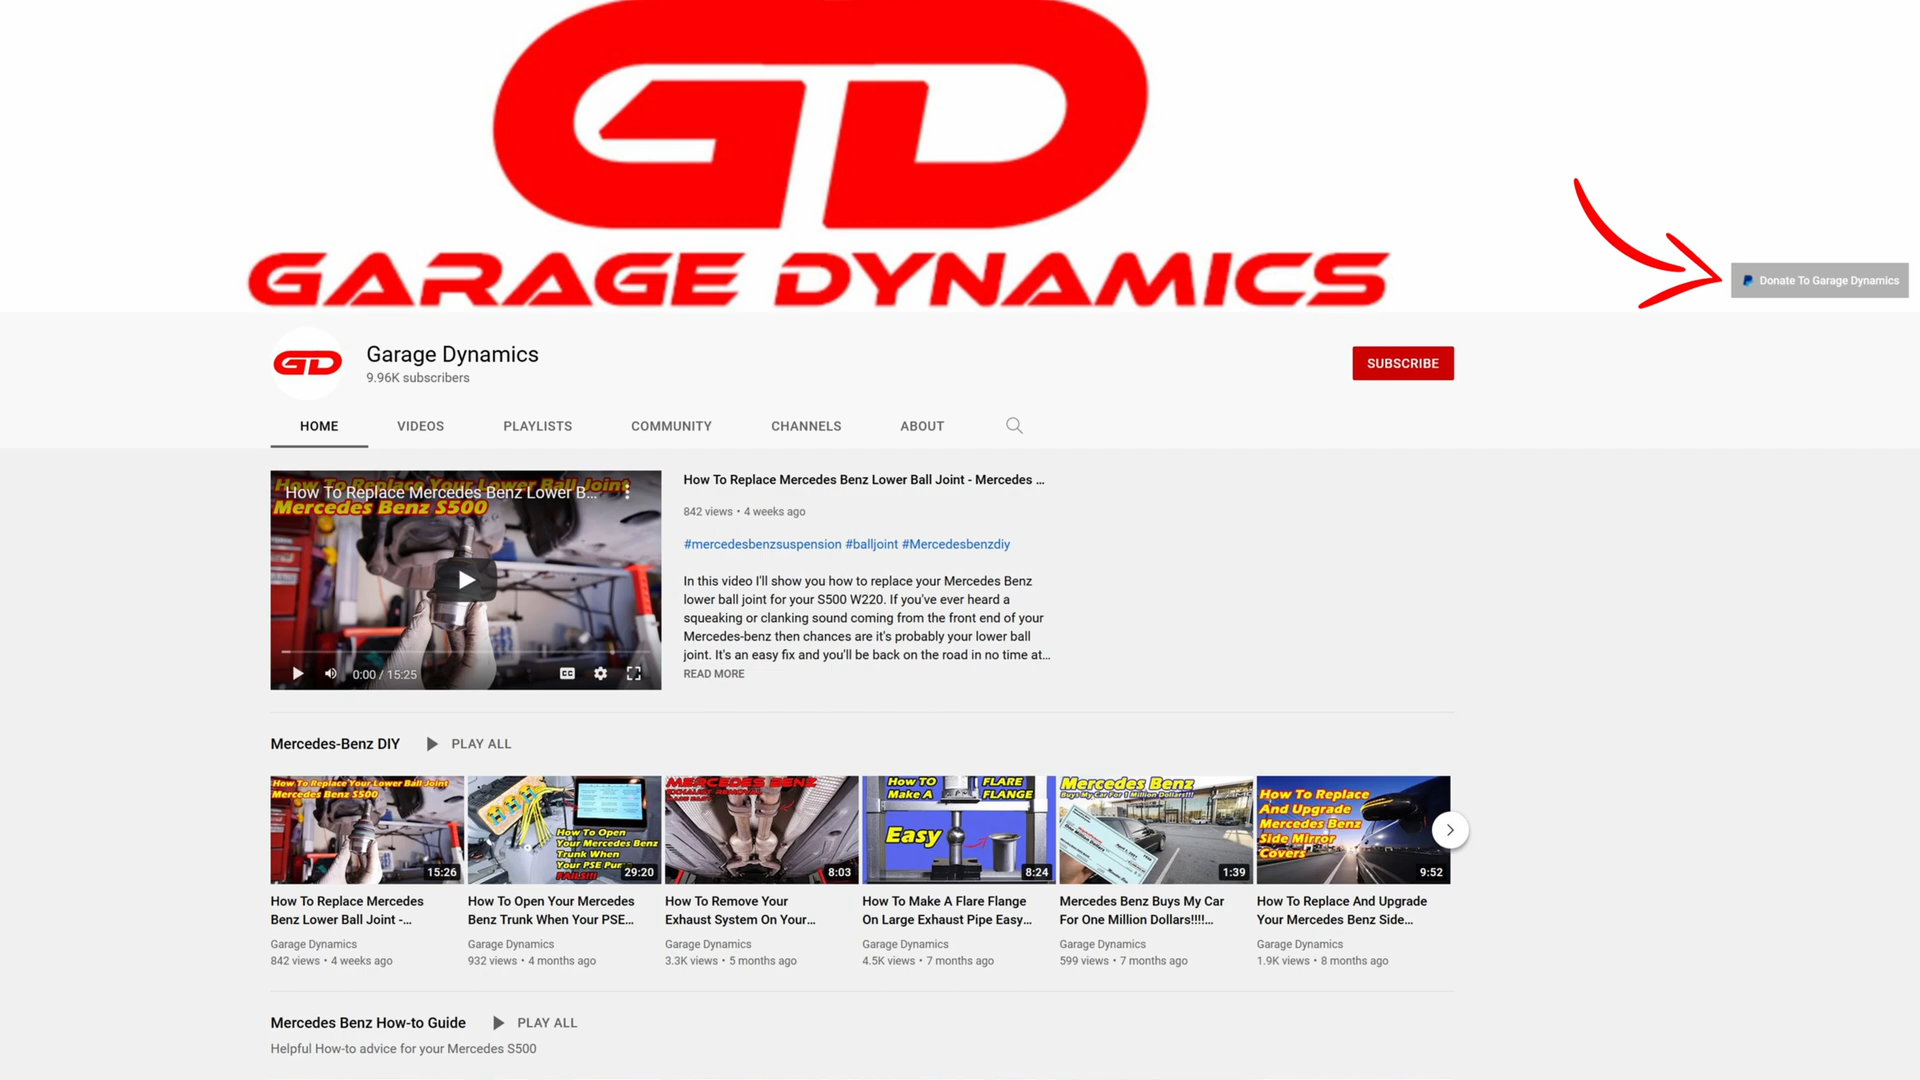 GD
GARAGE DYNAMICS
Donate To Garage Dynamics
GD
Garage Dynamics
9.96K subscribers
SUBSCRIBE
HOME VIDEOS PLAYLISTS COMMUNITY CHANNELS ABOUT
How To Replace Your Lower Ball Joint
How To Replace Mercedes Benz Lower B...
Mercedes Benz S500
0:00 / 15:25
CC
How To Replace Mercedes Benz Lower Ball Joint - Mercedes ...
842 views • 4 weeks ago
#mercedesbenzsuspension #balljoint #Mercedesbenzdiy
In this video I'll show you how to replace your Mercedes Benz
lower ball joint for your S500 W220. If you've ever heard a
squeaking or clanking sound coming from the front end of your
Mercedes-benz then chances are it's probably your lower ball
joint. It's an easy fix and you'll be back on the road in no time at...
READ MORE
Mercedes-Benz DIY PLAY ALL
How To Replace Your Lower Ball Joint
Mercedes Benz S500
15:26
How To Replace Mercedes
Benz Lower Ball Joint -...
Garage Dynamics
842 views • 4 weeks ago
How To Open
Your Mercedes Benz
Trunk When
Your PSE Pu
FAILS!!!
29:20
How To Open Your Mercedes
Benz Trunk When Your PSE...
Garage Dynamics
932 views • 4 months ago
MERCEDES BENZ
EXHAUST REMOVAL
8:03
How To Remove Your
Exhaust System On Your...
Garage Dynamics
3.3K views • 5 months ago
How TO
Make A
FLARE
FLANGE
Easy
8:24
How To Make A Flare Flange
On Large Exhaust Pipe Easy...
Garage Dynamics
4.5K views • 7 months ago
Mercedes Benz
Buys My Car For 1 Million Dollars!!!
One Million Dollars
1:39
Mercedes Benz Buys My Car
For One Million Dollars!!!!...
Garage Dynamics
599 views • 7 months ago
How To Replace
And Upgrade
Mercedes Benz
Side Mirror
Covers
9:52
How To Replace And Upgrade
Your Mercedes Benz Side...
Garage Dynamics
1.9K views • 8 months ago
Mercedes Benz How-to Guide PLAY ALL
Helpful How-to advice for your Mercedes S500